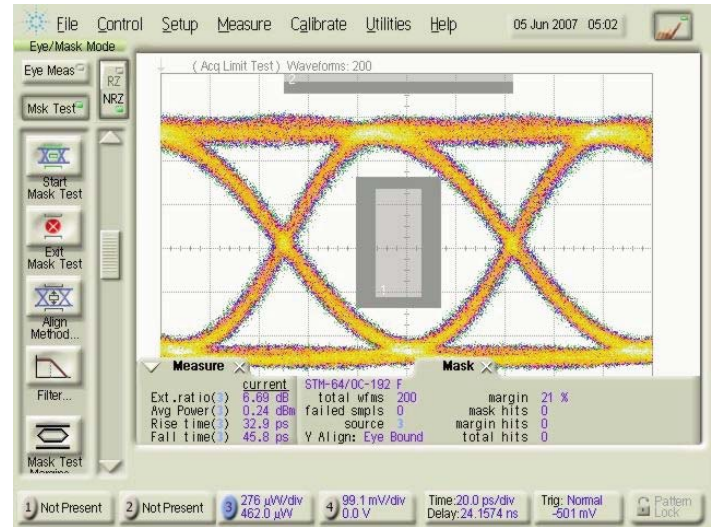 File Control Setup Measure Calibrate Utilities Help 05 Jun 2007 05:02
Eye/Mask Mode
Eye Meas
RZ
NRZ
Msk Test
( Acq Limit Test ) Waveforms: 200
2
Start
Mask Test
Exit
Mask Test
Align
Method...
Filter...
Mask Test
Margins...
1
Measure
current
Ext.ratio(3) 6.69 dB
Avg Power(3) 0.24 dBm
Rise time(3) 32.9 ps
Fall time(3) 45.8 ps
Mask
STM-64/OC-192 F
total wfms 200 margin 21 %
failed smpls 0 mask hits 0
source 3 margin hits 0
Y Align: Eye Bound total hits 0
1) Not Present
2) Not Present
3) 276 µW/div
462.0 µW
4) 99.1 mV/div
0.0 V
Time:20.0 ps/div
Delay:24.1574 ns
Trig: Normal
-501 mV
Pattern
Lock